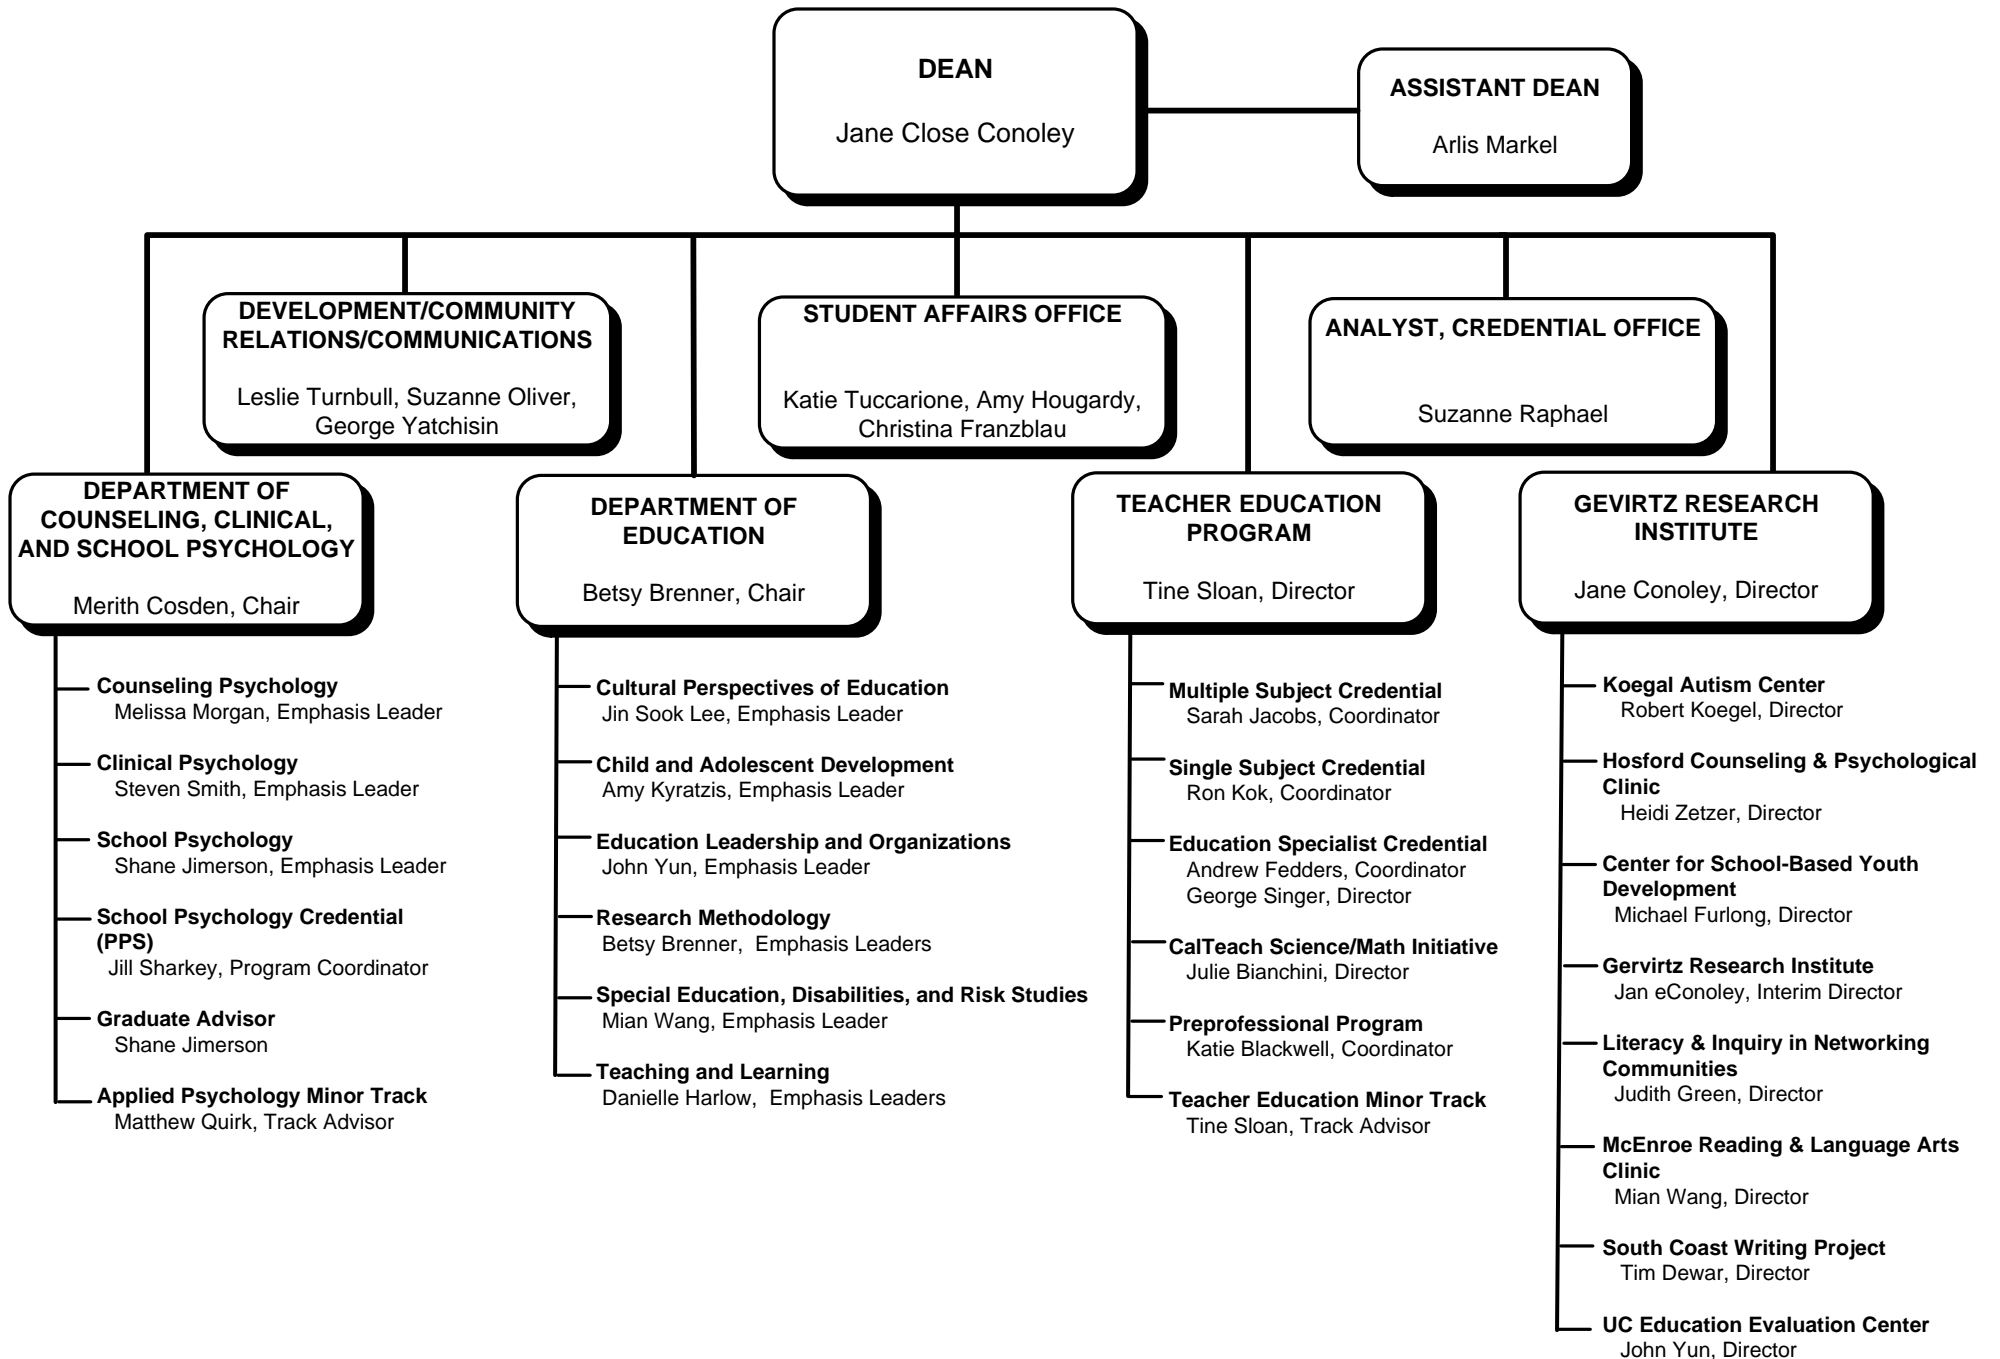 DEAN
Jane Close Conoley
ASSISTANT DEAN
Arlis Markel
DEVELOPMENT/COMMUNITY
RELATIONS/COMMUNICATIONS
Leslie Turnbull, Suzanne Oliver,
George Yatchisin
STUDENT AFFAIRS OFFICE
Katie Tuccarione, Amy Hougardy,
Christina Franzblau
ANALYST, CREDENTIAL OFFICE
Suzanne Raphael
DEPARTMENT OF
COUNSELING, CLINICAL,
AND SCHOOL PSYCHOLOGY
Merith Cosden, Chair
Counseling Psychology
Melissa Morgan, Emphasis Leader
Clinical Psychology
Steven Smith, Emphasis Leader
School Psychology
Shane Jimerson, Emphasis Leader
School Psychology Credential
(PPS)
Jill Sharkey, Program Coordinator
Graduate Advisor
Shane Jimerson
Applied Psychology Minor Track
Matthew Quirk, Track Advisor
DEPARTMENT OF
EDUCATION
Betsy Brenner, Chair
Cultural Perspectives of Education
Jin Sook Lee, Emphasis Leader
Child and Adolescent Development
Amy Kyratzis, Emphasis Leader
Education Leadership and Organizations
John Yun, Emphasis Leader
Research Methodology
Betsy Brenner,  Emphasis Leaders
Special Education, Disabilities, and Risk Studies
Mian Wang, Emphasis Leader
Teaching and Learning
Danielle Harlow,  Emphasis Leaders
TEACHER EDUCATION
PROGRAM
Tine Sloan, Director
Multiple Subject Credential
Sarah Jacobs, Coordinator
Single Subject Credential
Ron Kok, Coordinator
Education Specialist Credential
Andrew Fedders, Coordinator
George Singer, Director
CalTeach Science/Math Initiative
Julie Bianchini, Director
Preprofessional Program
Katie Blackwell, Coordinator
Teacher Education Minor Track
Tine Sloan, Track Advisor
GEVIRTZ RESEARCH
INSTITUTE
Jane Conoley, Director
Koegal Autism Center
Robert Koegel, Director
Hosford Counseling & Psychological
Clinic
Heidi Zetzer, Director
Center for School-Based Youth
Development
Michael Furlong, Director
Gervirtz Research Institute
Jan eConoley, Interim Director
Literacy & Inquiry in Networking
Communities
Judith Green, Director
McEnroe Reading & Language Arts
Clinic
Mian Wang, Director
South Coast Writing Project
Tim Dewar, Director
UC Education Evaluation Center
John Yun, Director